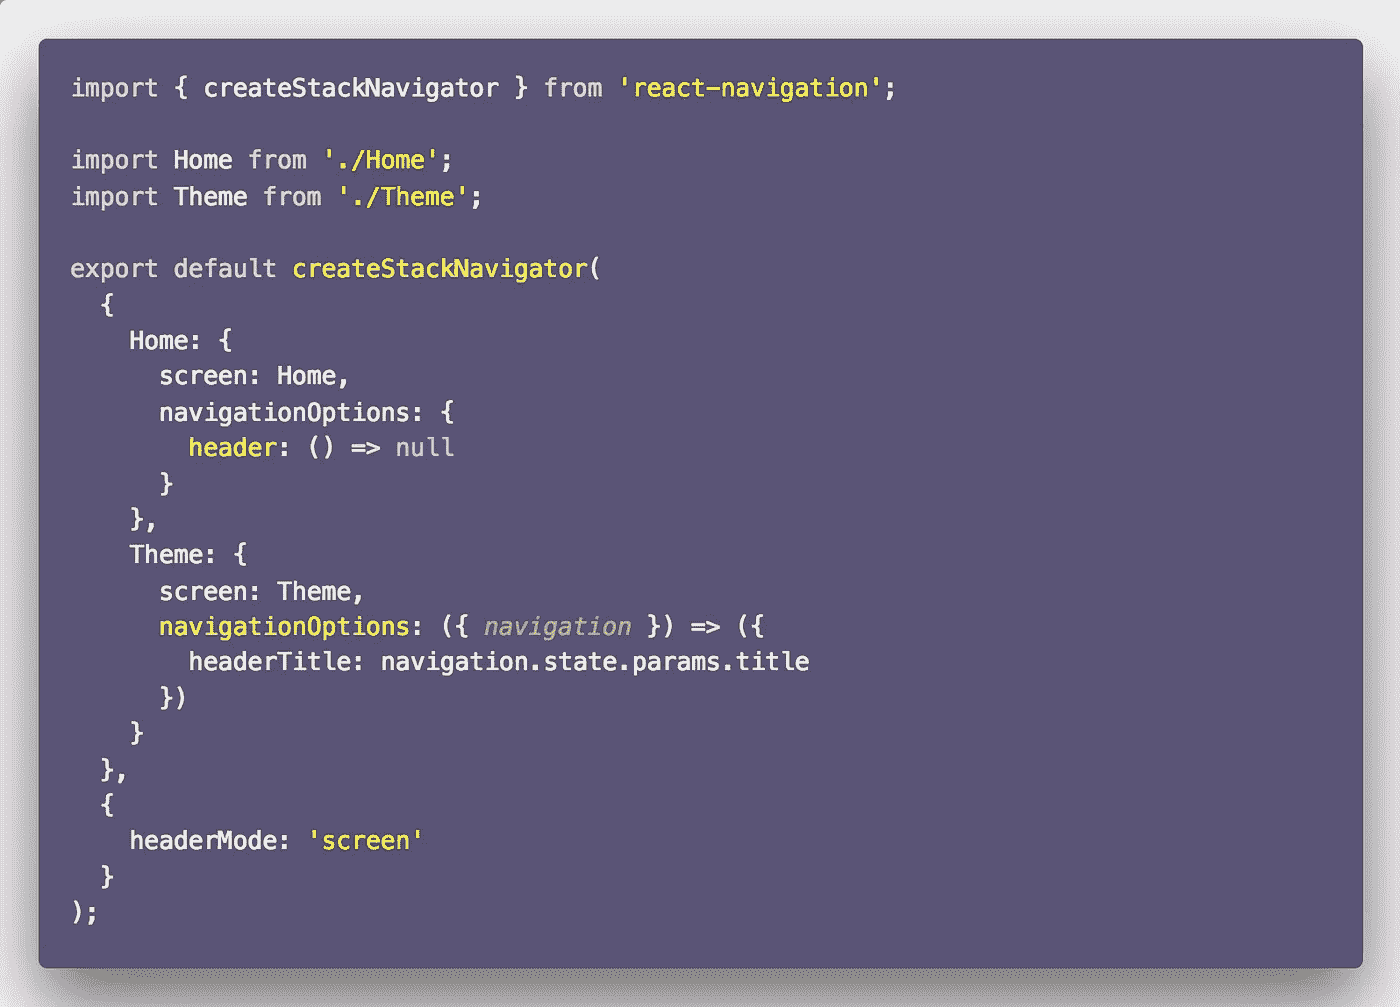 import { createStackNavigator } from 'react-navigation';

import Home from './Home';
import Theme from './Theme';

export default createStackNavigator(
  {
    Home: {
      screen: Home,
      navigationOptions: {
        header: () => null
      }
    },
    Theme: {
      screen: Theme,
      navigationOptions: ({ navigation }) => ({
        headerTitle: navigation.state.params.title
      })
    }
  },
  {
    headerMode: 'screen'
  }
);